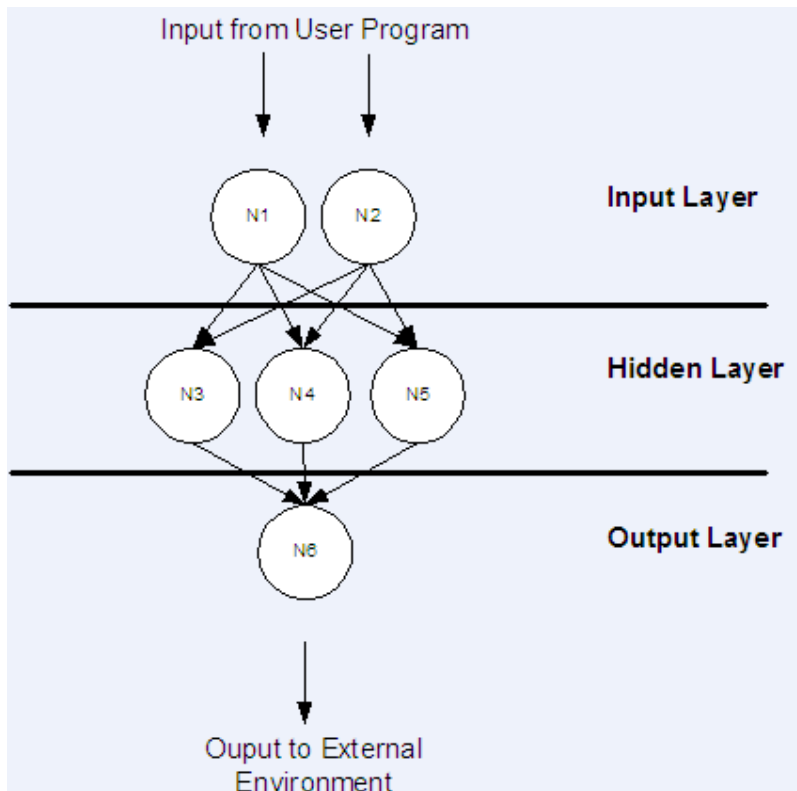 Input from User Program
N1 N2
Input Layer
Hidden Layer
N3 N4 N5
Output Layer
N6
Ouput to External
Environment